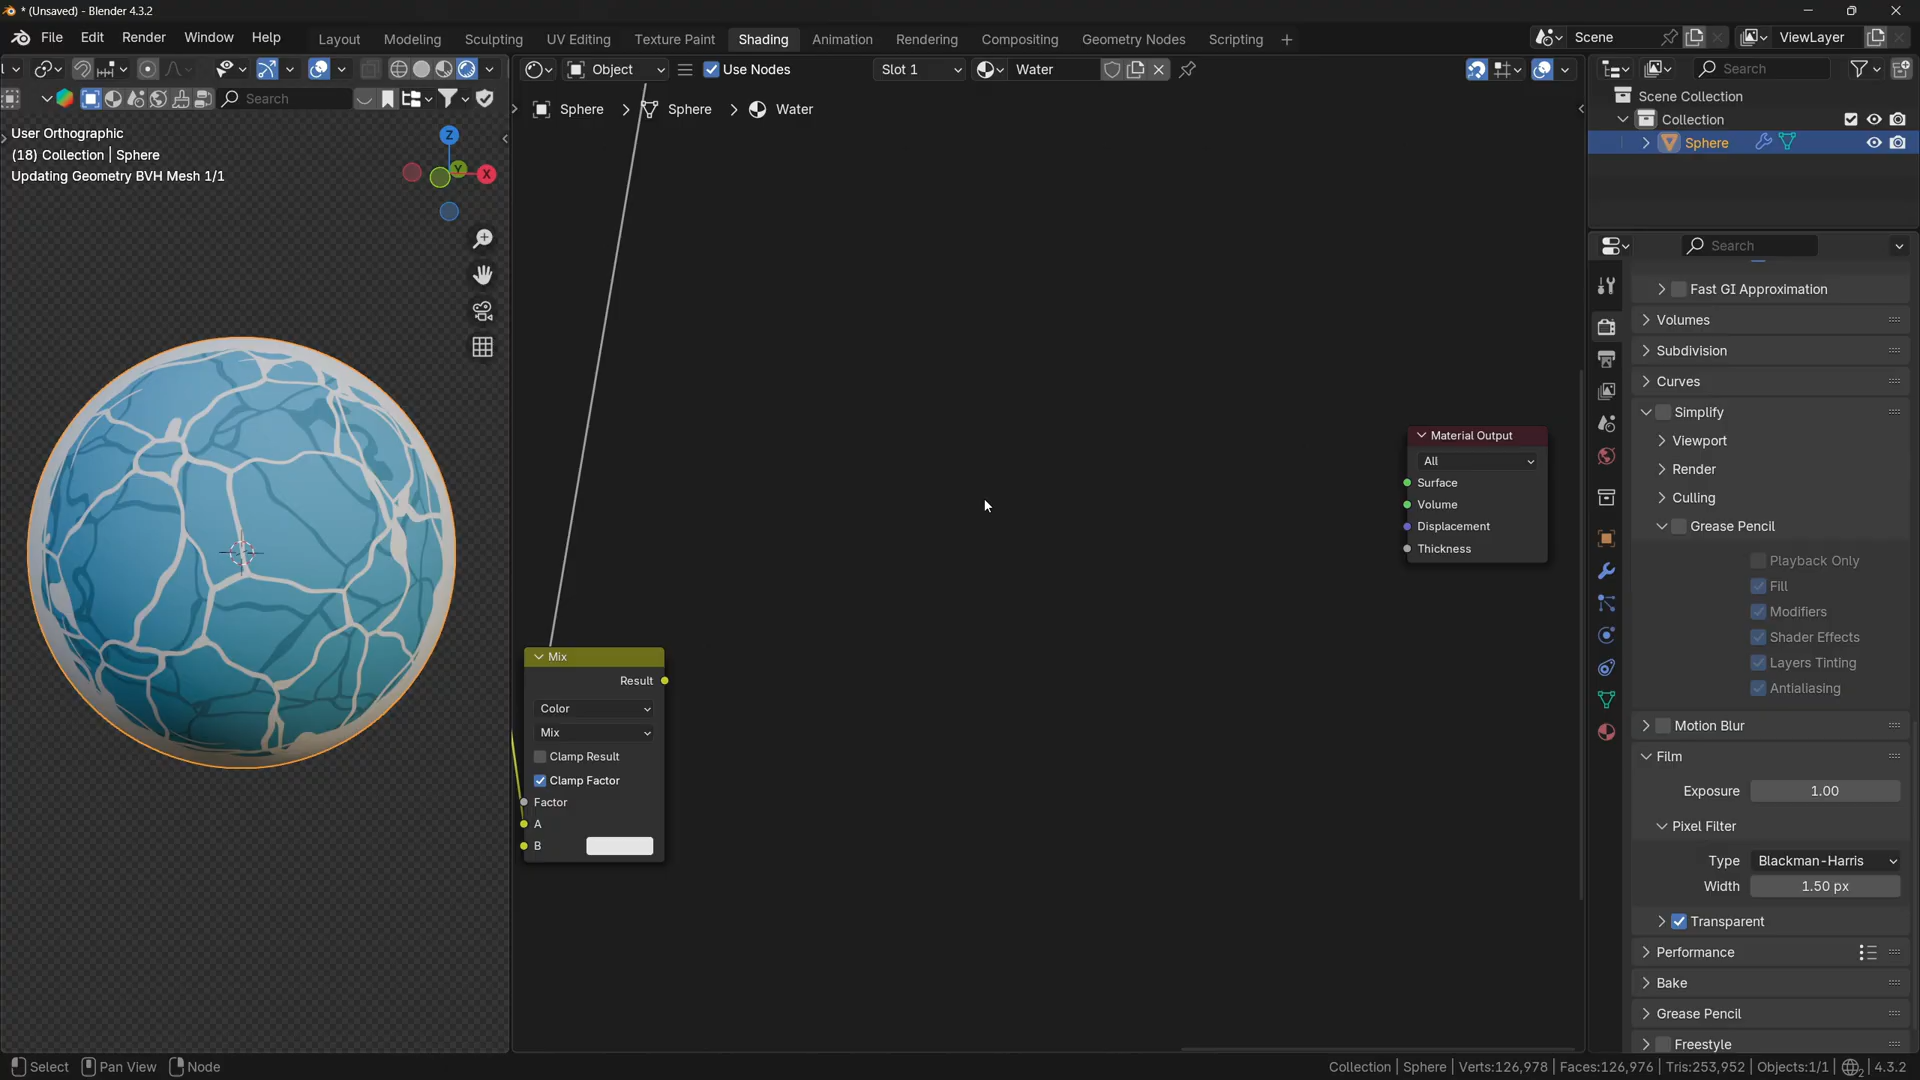 * (Unsaved) - Blender 4.3.2
File Edit Render Window Help Layout Modeling Sculpting UV Editing Texture Paint Shading Animation Rendering Compositing Geometry Nodes Scripting + Scene ViewLayer
Object Use Nodes Slot 1 Water Search
Search
Sphere Sphere Water
User Orthographic
(18) Collection | Sphere
Updating Geometry BVH Mesh 1/1
Z
Y
X
Scene Collection
Collection
Sphere
Search
Fast GI Approximation
Volumes
Subdivision
Curves
Simplify
Viewport
Render
Culling
Grease Pencil
Playback Only
Fill
Modifiers
Shader Effects
Layers Tinting
Antialiasing
Motion Blur
Film
Exposure 1.00
Pixel Filter
Type Blackman-Harris
Width 1.50 px
Transparent
Performance
Bake
Grease Pencil
Freestyle
Material Output
All
Surface
Volume
Displacement
Thickness
Mix
Result
Color
Mix
Clamp Result
Clamp Factor
Factor
A
B
Select Pan View Node
Collection | Sphere | Verts:126,978 | Faces:126,976 | Tris:253,952 | Objects:1/1 | 4.3.2